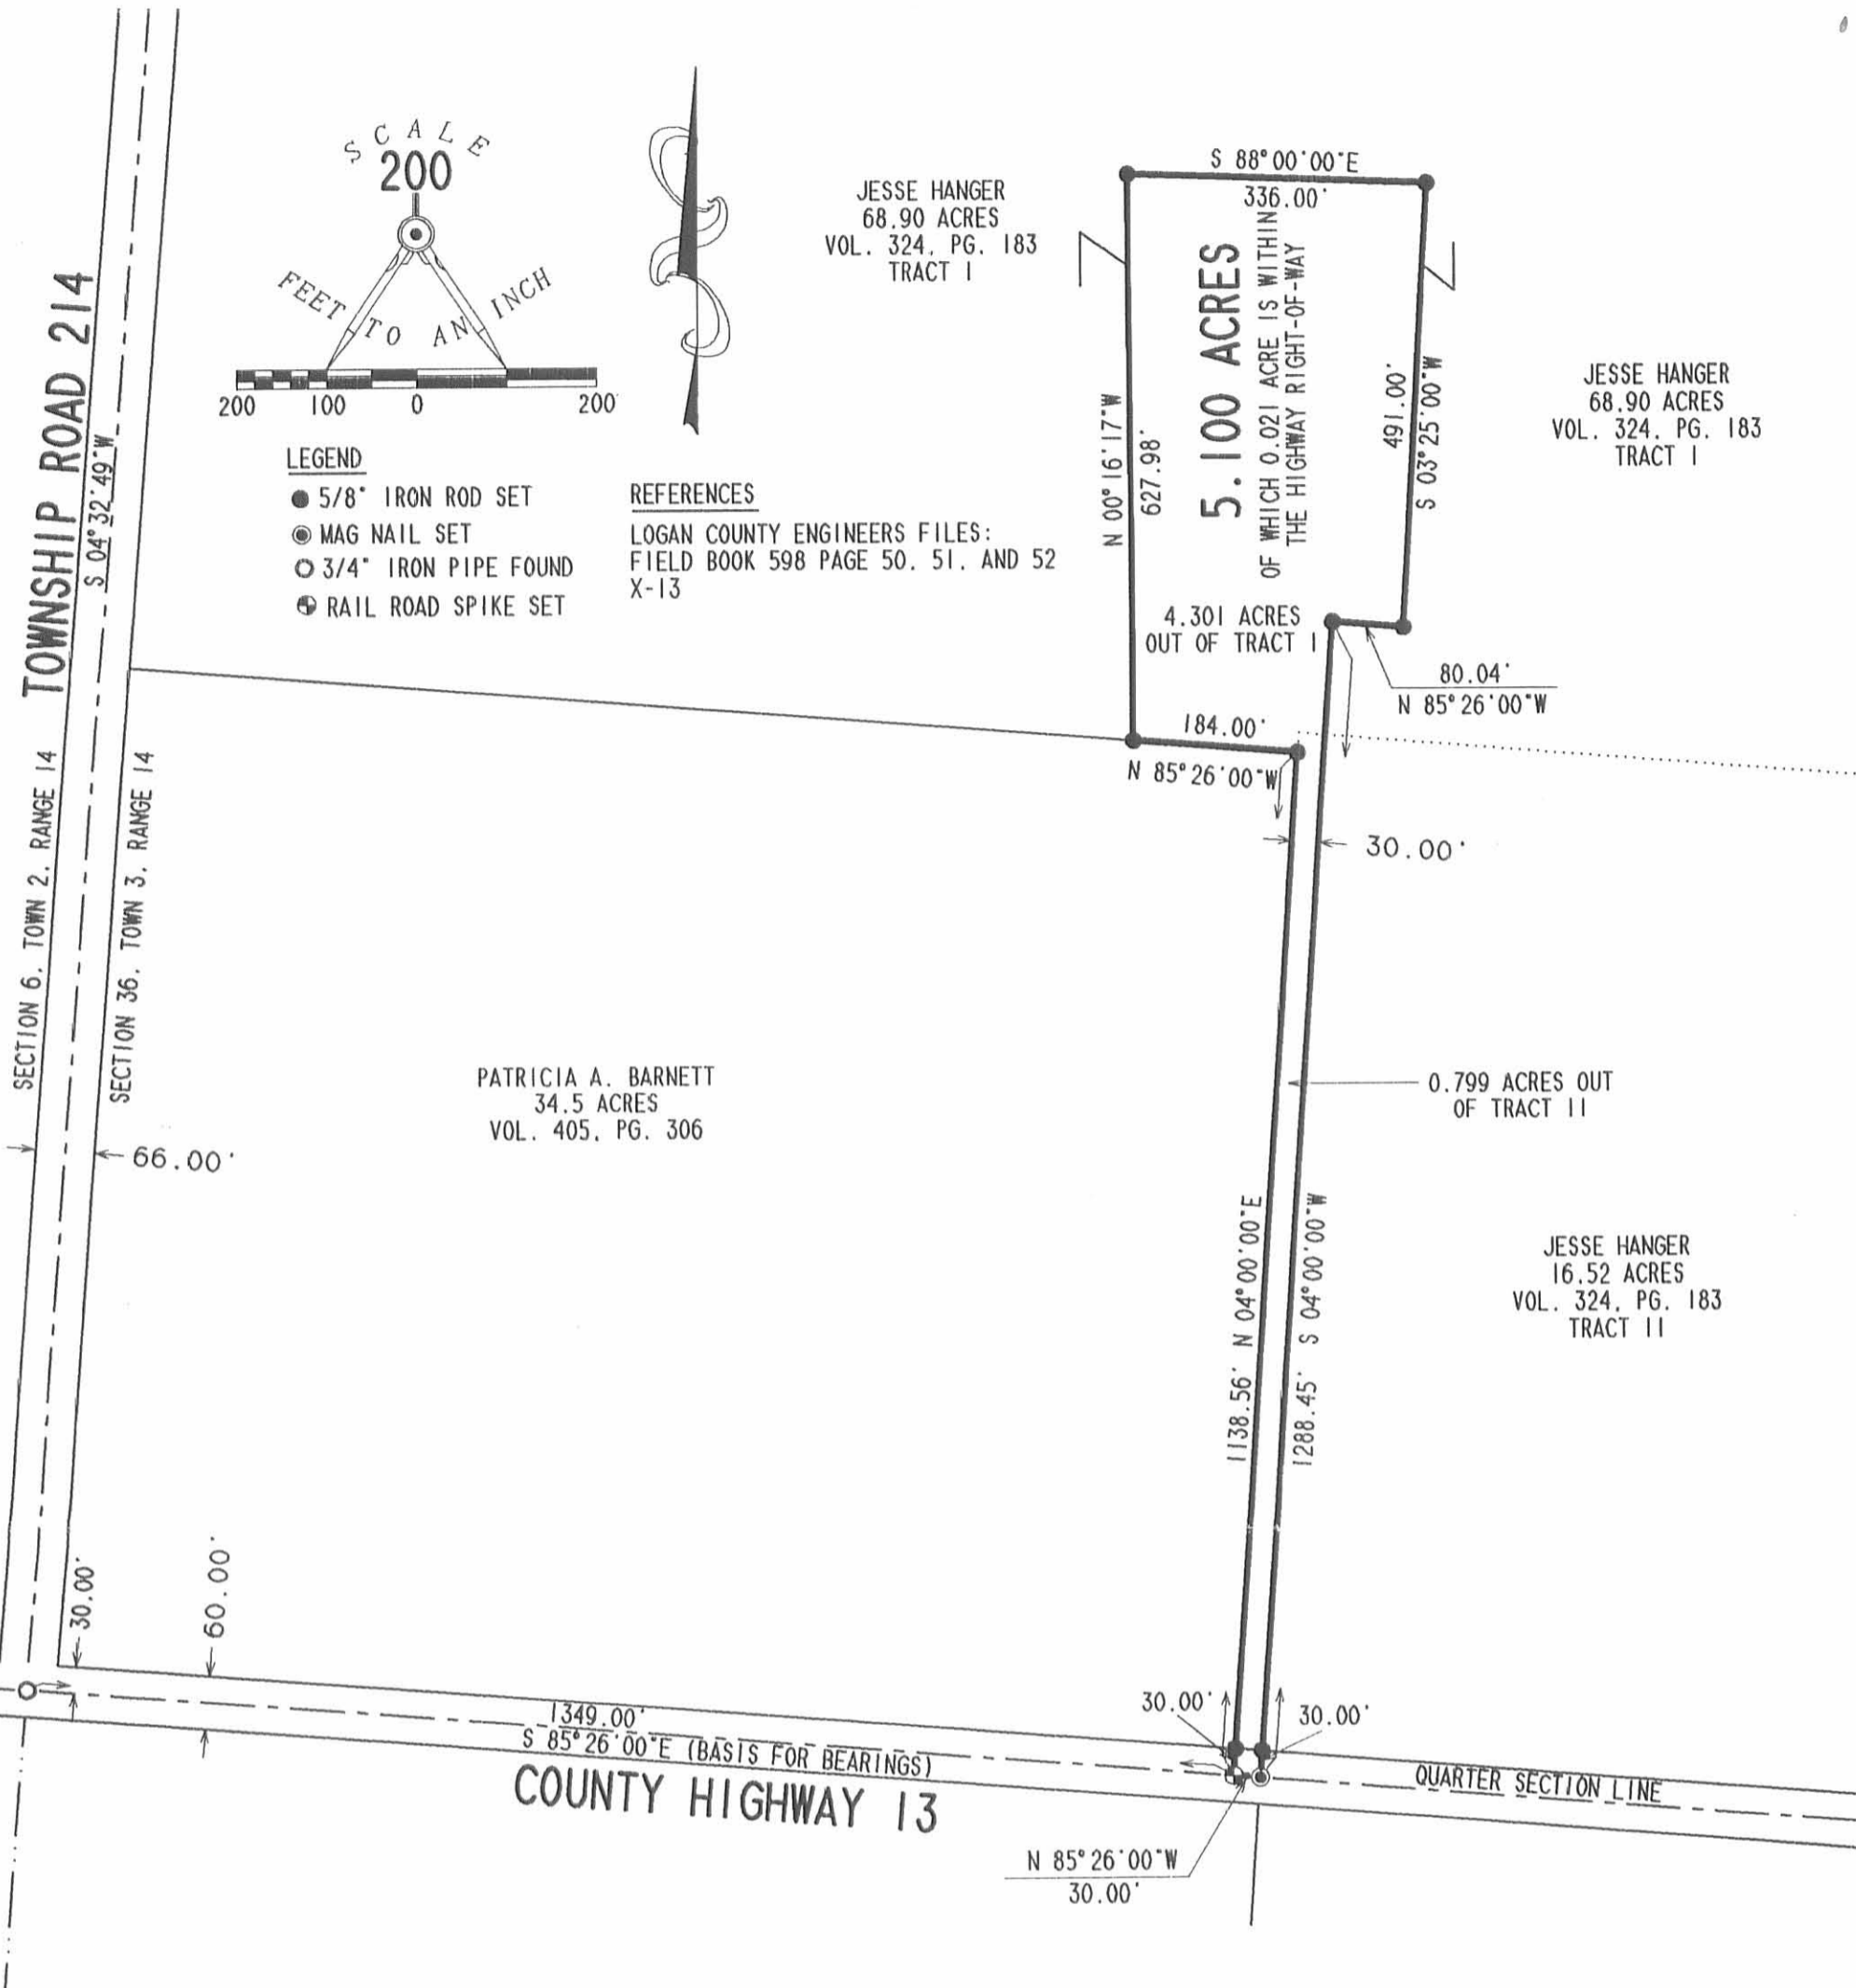 SCALE
200
FEET TO AN INCH
200 100 0 200
LEGEND
5/8" IRON ROD SET
MAG NAIL SET
3/4" IRON PIPE FOUND
RAIL ROAD SPIKE SET
REFERENCES
LOGAN COUNTY ENGINEERS FILES:
FIELD BOOK 598 PAGE 50, 51, AND 52
X-13
JESSE HANGER
68.90 ACRES
VOL. 324, PG. 183
TRACT I
S 88°00'00"E
336.00'
N 00°16'17"W
627.98'
5.100 ACRES
OF WHICH 0.021 ACRE IS WITHIN
THE HIGHWAY RIGHT-OF-WAY
491.00'
S 03°25'00"W
JESSE HANGER
68.90 ACRES
VOL. 324, PG. 183
TRACT I
4.301 ACRES
OUT OF TRACT I
80.04'
N 85°26'00"W
184.00'
N 85°26'00"W
30.00'
TOWNSHIP ROAD 214
S 04°32'49"W
SECTION 6, TOWN 2, RANGE 14
SECTION 36, TOWN 3, RANGE 14
66.00'
PATRICIA A. BARNETT
34.5 ACRES
VOL. 405, PG. 306
0.799 ACRES OUT
OF TRACT II
1138.56' N 04°00'00"E
1288.45' S 04°00'00"W
JESSE HANGER
16.52 ACRES
VOL. 324, PG. 183
TRACT II
30.00'
60.00'
30.00'
30.00'
1349.00'
S 85°26'00"E (BASIS FOR BEARINGS)
COUNTY HIGHWAY 13
QUARTER SECTION LINE
N 85°26'00"W
30.00'